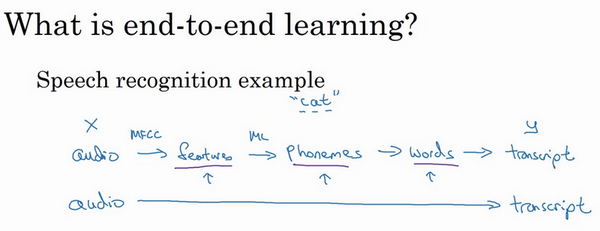 What is end-to-end learning?
Speech recognition example
"cat"
X y
audio MFCC → features ML → Phonemes → words → transcript
↑ ↑ ↑
audio → transcript